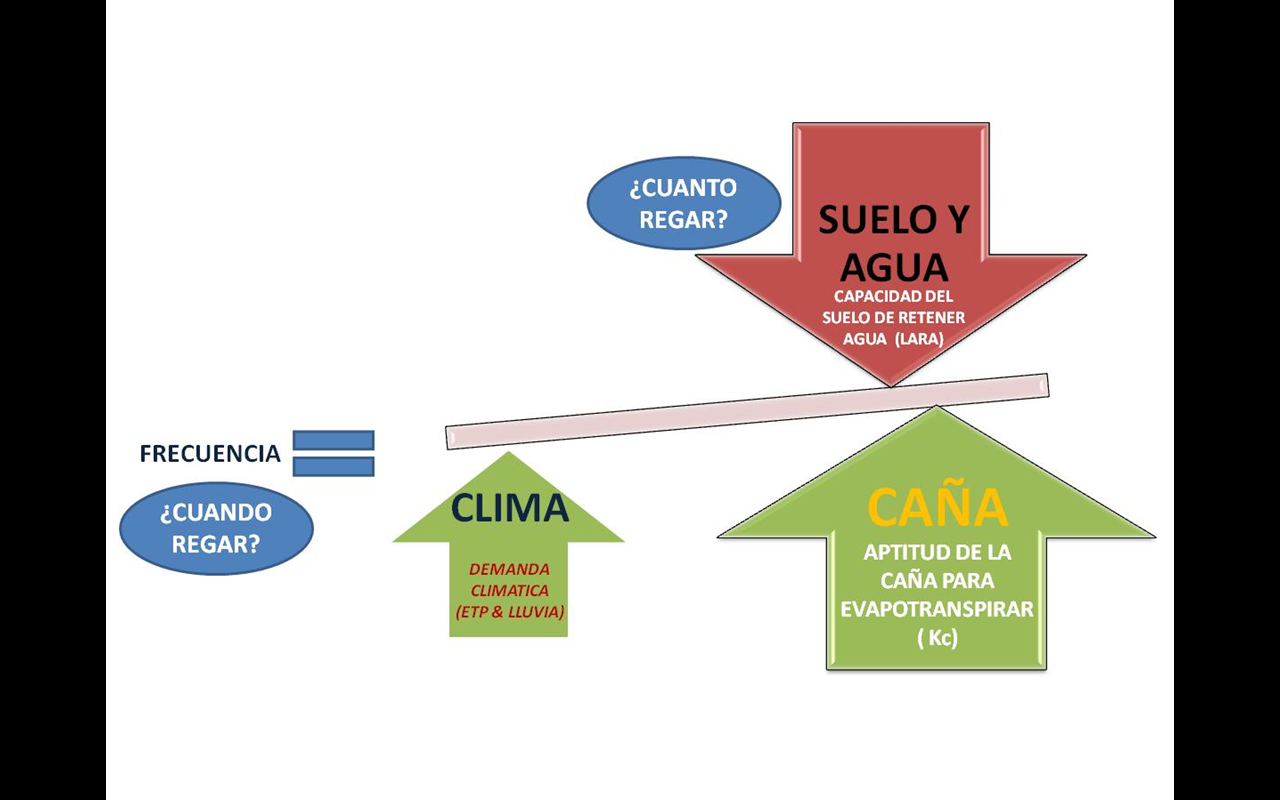 ¿CUANTO
REGAR?
SUELO Y
AGUA
CAPACIDAD DEL
SUELO DE RETENER
AGUA (LARA)
FRECUENCIA
¿CUANDO
REGAR?
CLIMA
DEMANDA
CLIMATICA
(ETP & LLUVIA)
CAÑA
APTITUD DE LA
CAÑA PARA
EVAPOTRANSPIRAR
( Kc)